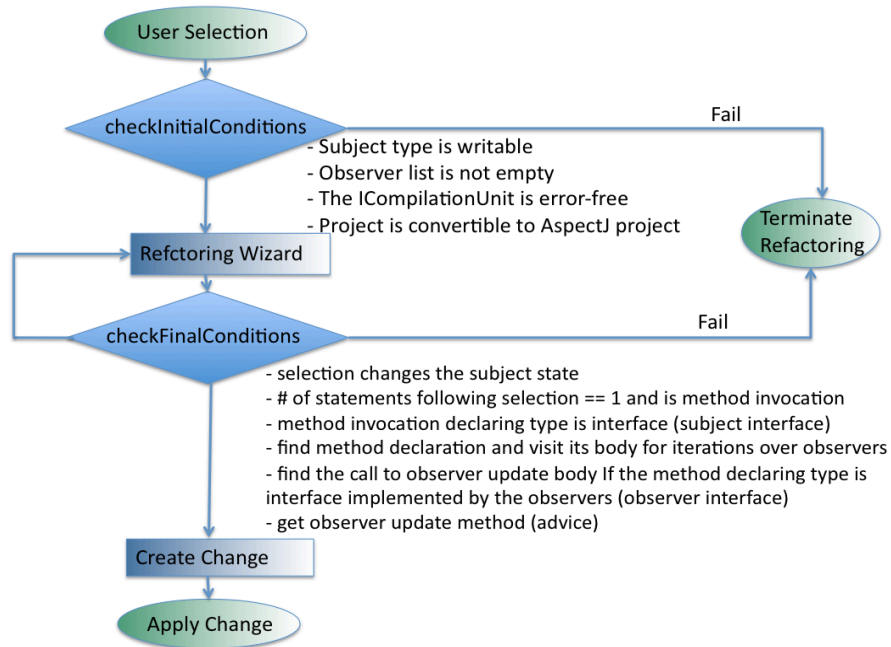 User Selection
checkInitialConditions
Fail
- Subject type is writable
- Observer list is not empty
- The ICompilationUnit is error-free
- Project is convertible to AspectJ project
Terminate
Refactoring
Refctoring Wizard
checkFinalConditions
Fail
- selection changes the subject state
- # of statements following selection == 1 and is method invocation
- method invocation declaring type is interface (subject interface)
- find method declaration and visit its body for iterations over observers
- find the call to observer update body If the method declaring type is
interface implemented by the observers (observer interface)
- get observer update method (advice)
Create Change
Apply Change